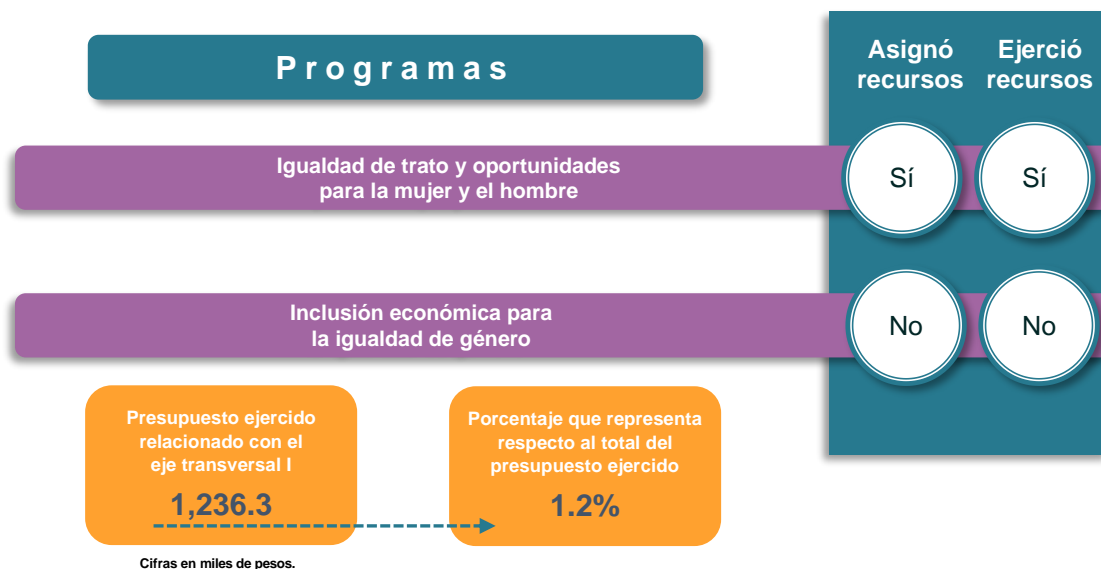 Programas
Asignó
recursos
Ejerció
recursos
Igualdad de trato y oportunidades
para la mujer y el hombre
Sí
Sí
Inclusión económica para
la igualdad de género
No
No
Presupuesto ejercido
relacionado con el
eje transversal I
1,236.3
Porcentaje que representa
respecto al total del
presupuesto ejercido
1.2%
Cifras en miles de pesos.